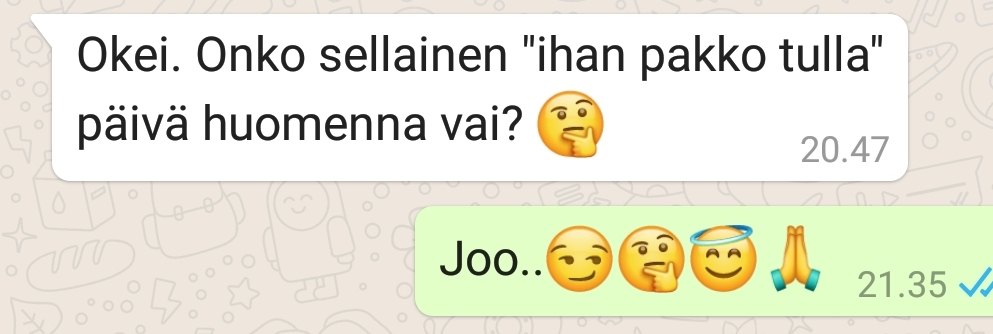 Okei. Onko sellainen "ihan pakko tulla"
päivä huomenna vai? 🤔
20.47
Joo..😏🤔😇🙏
21.35